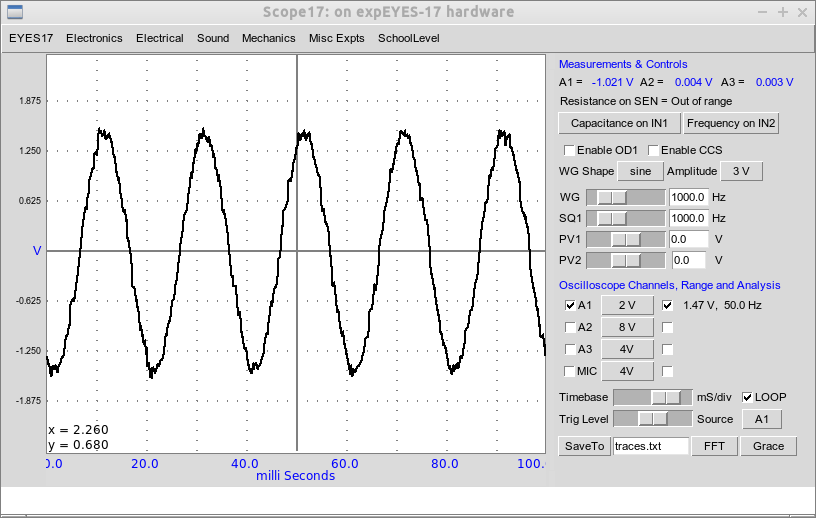 Scope17: on expEYES-17 hardware
EYES17 Electronics Electrical Sound Mechanics Misc Expts SchoolLevel
1.875
1.250
0.625
V
-0.625
-1.250
-1.875
x = 2.260
y = 0.680
0.0 20.0 40.0 60.0 80.0 100.
milli Seconds
Measurements & Controls
A1 = -1.021 V A2 = 0.004 V A3 = 0.003 V
Resistance on SEN = Out of range
Capacitance on IN1 Frequency on IN2
Enable OD1 Enable CCS
WG Shape sine Amplitude 3 V
WG 1000.0 Hz
SQ1 1000.0 Hz
PV1 0.0 V
PV2 0.0 V
Oscilloscope Channels, Range and Analysis
A1 2 V 1.47 V, 50.0 Hz
A2 8 V
A3 4V
MIC 4V
Timebase mS/div LOOP
Trig Level Source A1
SaveTo traces.txt FFT Grace